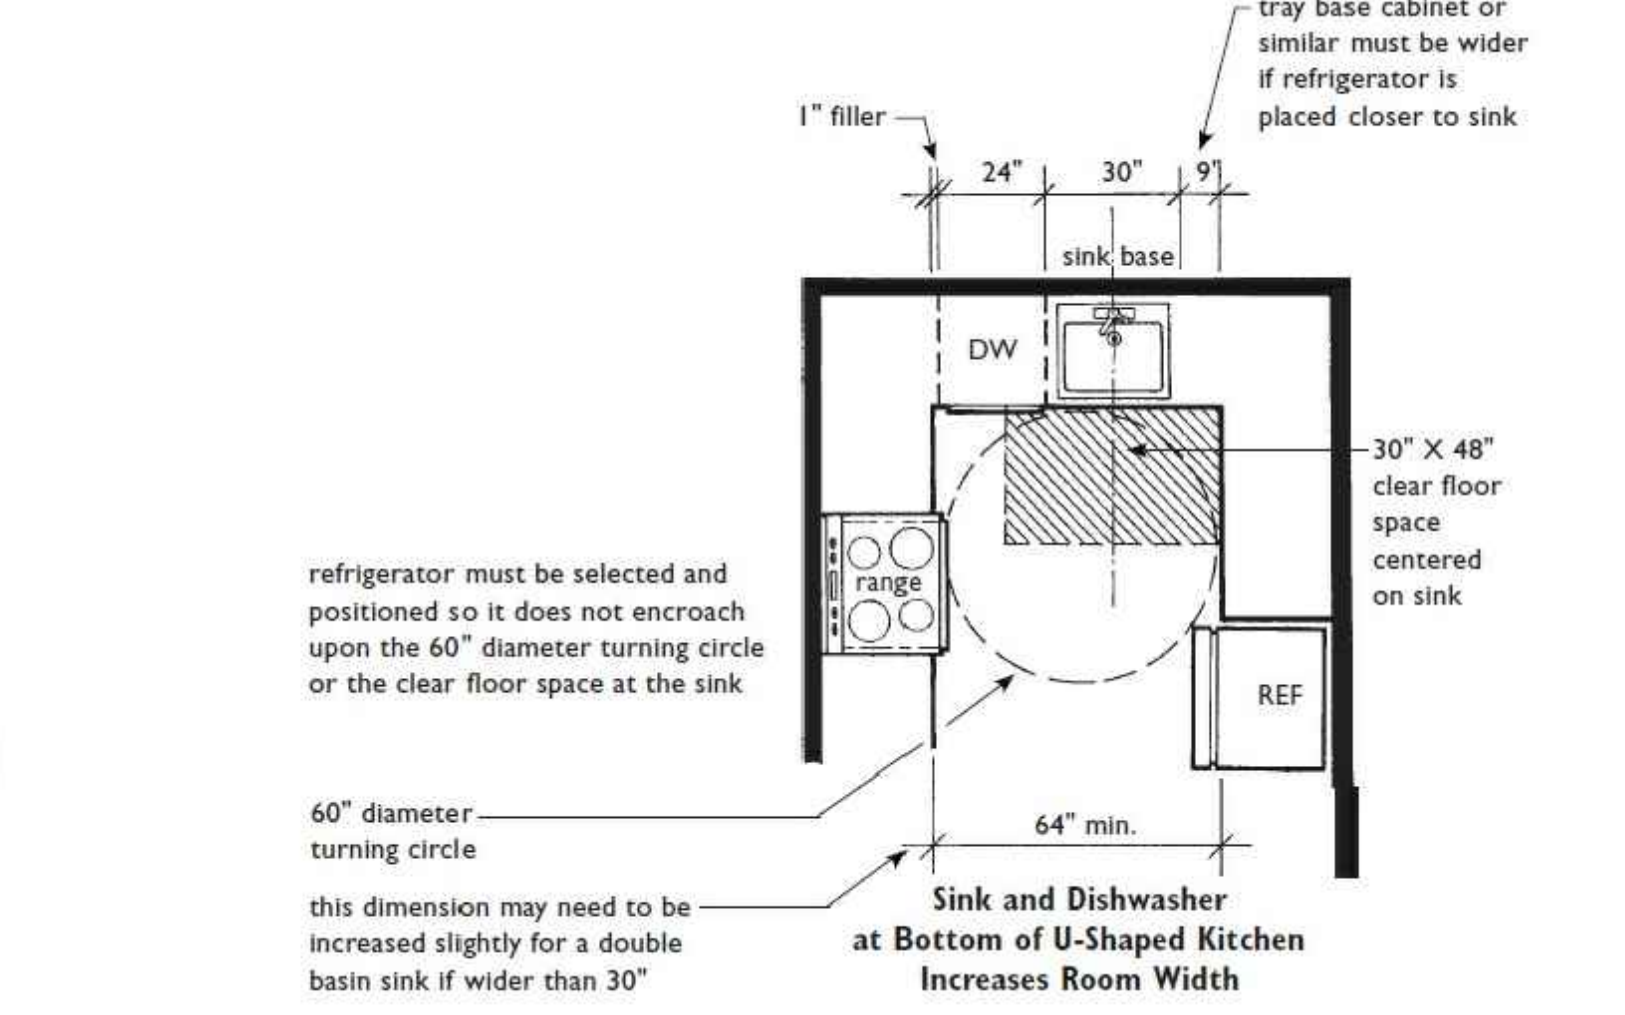 tray base cabinet or
similar must be wider
if refrigerator is
placed closer to sink
1" filler
24" 30" 9"
sink base
DW
30" X 48"
clear floor
space
centered
on sink
range
refrigerator must be selected and
positioned so it does not encroach
upon the 60" diameter turning circle
or the clear floor space at the sink
REF
60" diameter
turning circle
64" min.
this dimension may need to be
increased slightly for a double
basin sink if wider than 30"
Sink and Dishwasher
at Bottom of U-Shaped Kitchen
Increases Room Width